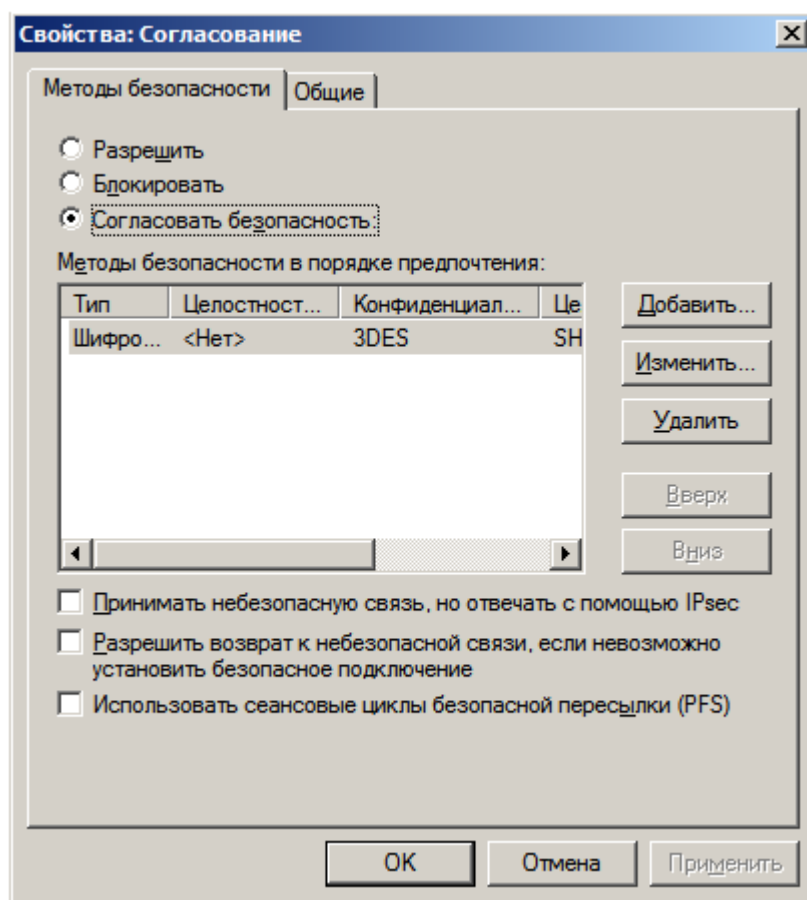 Свойства: Согласование
Методы безопасности Общие
Разрешить
Блокировать
Согласовать безопасность:
Методы безопасности в порядке предпочтения:
Тип Целостност... Конфиденциал... Це
Шифро... <Нет> 3DES SH
Добавить...
Изменить...
Удалить
Вверх
Вниз
Принимать небезопасную связь, но отвечать с помощью IPsec
Разрешить возврат к небезопасной связи, если невозможно
установить безопасное подключение
Использовать сеансовые циклы безопасной пересылки (PFS)
OK Отмена Применить